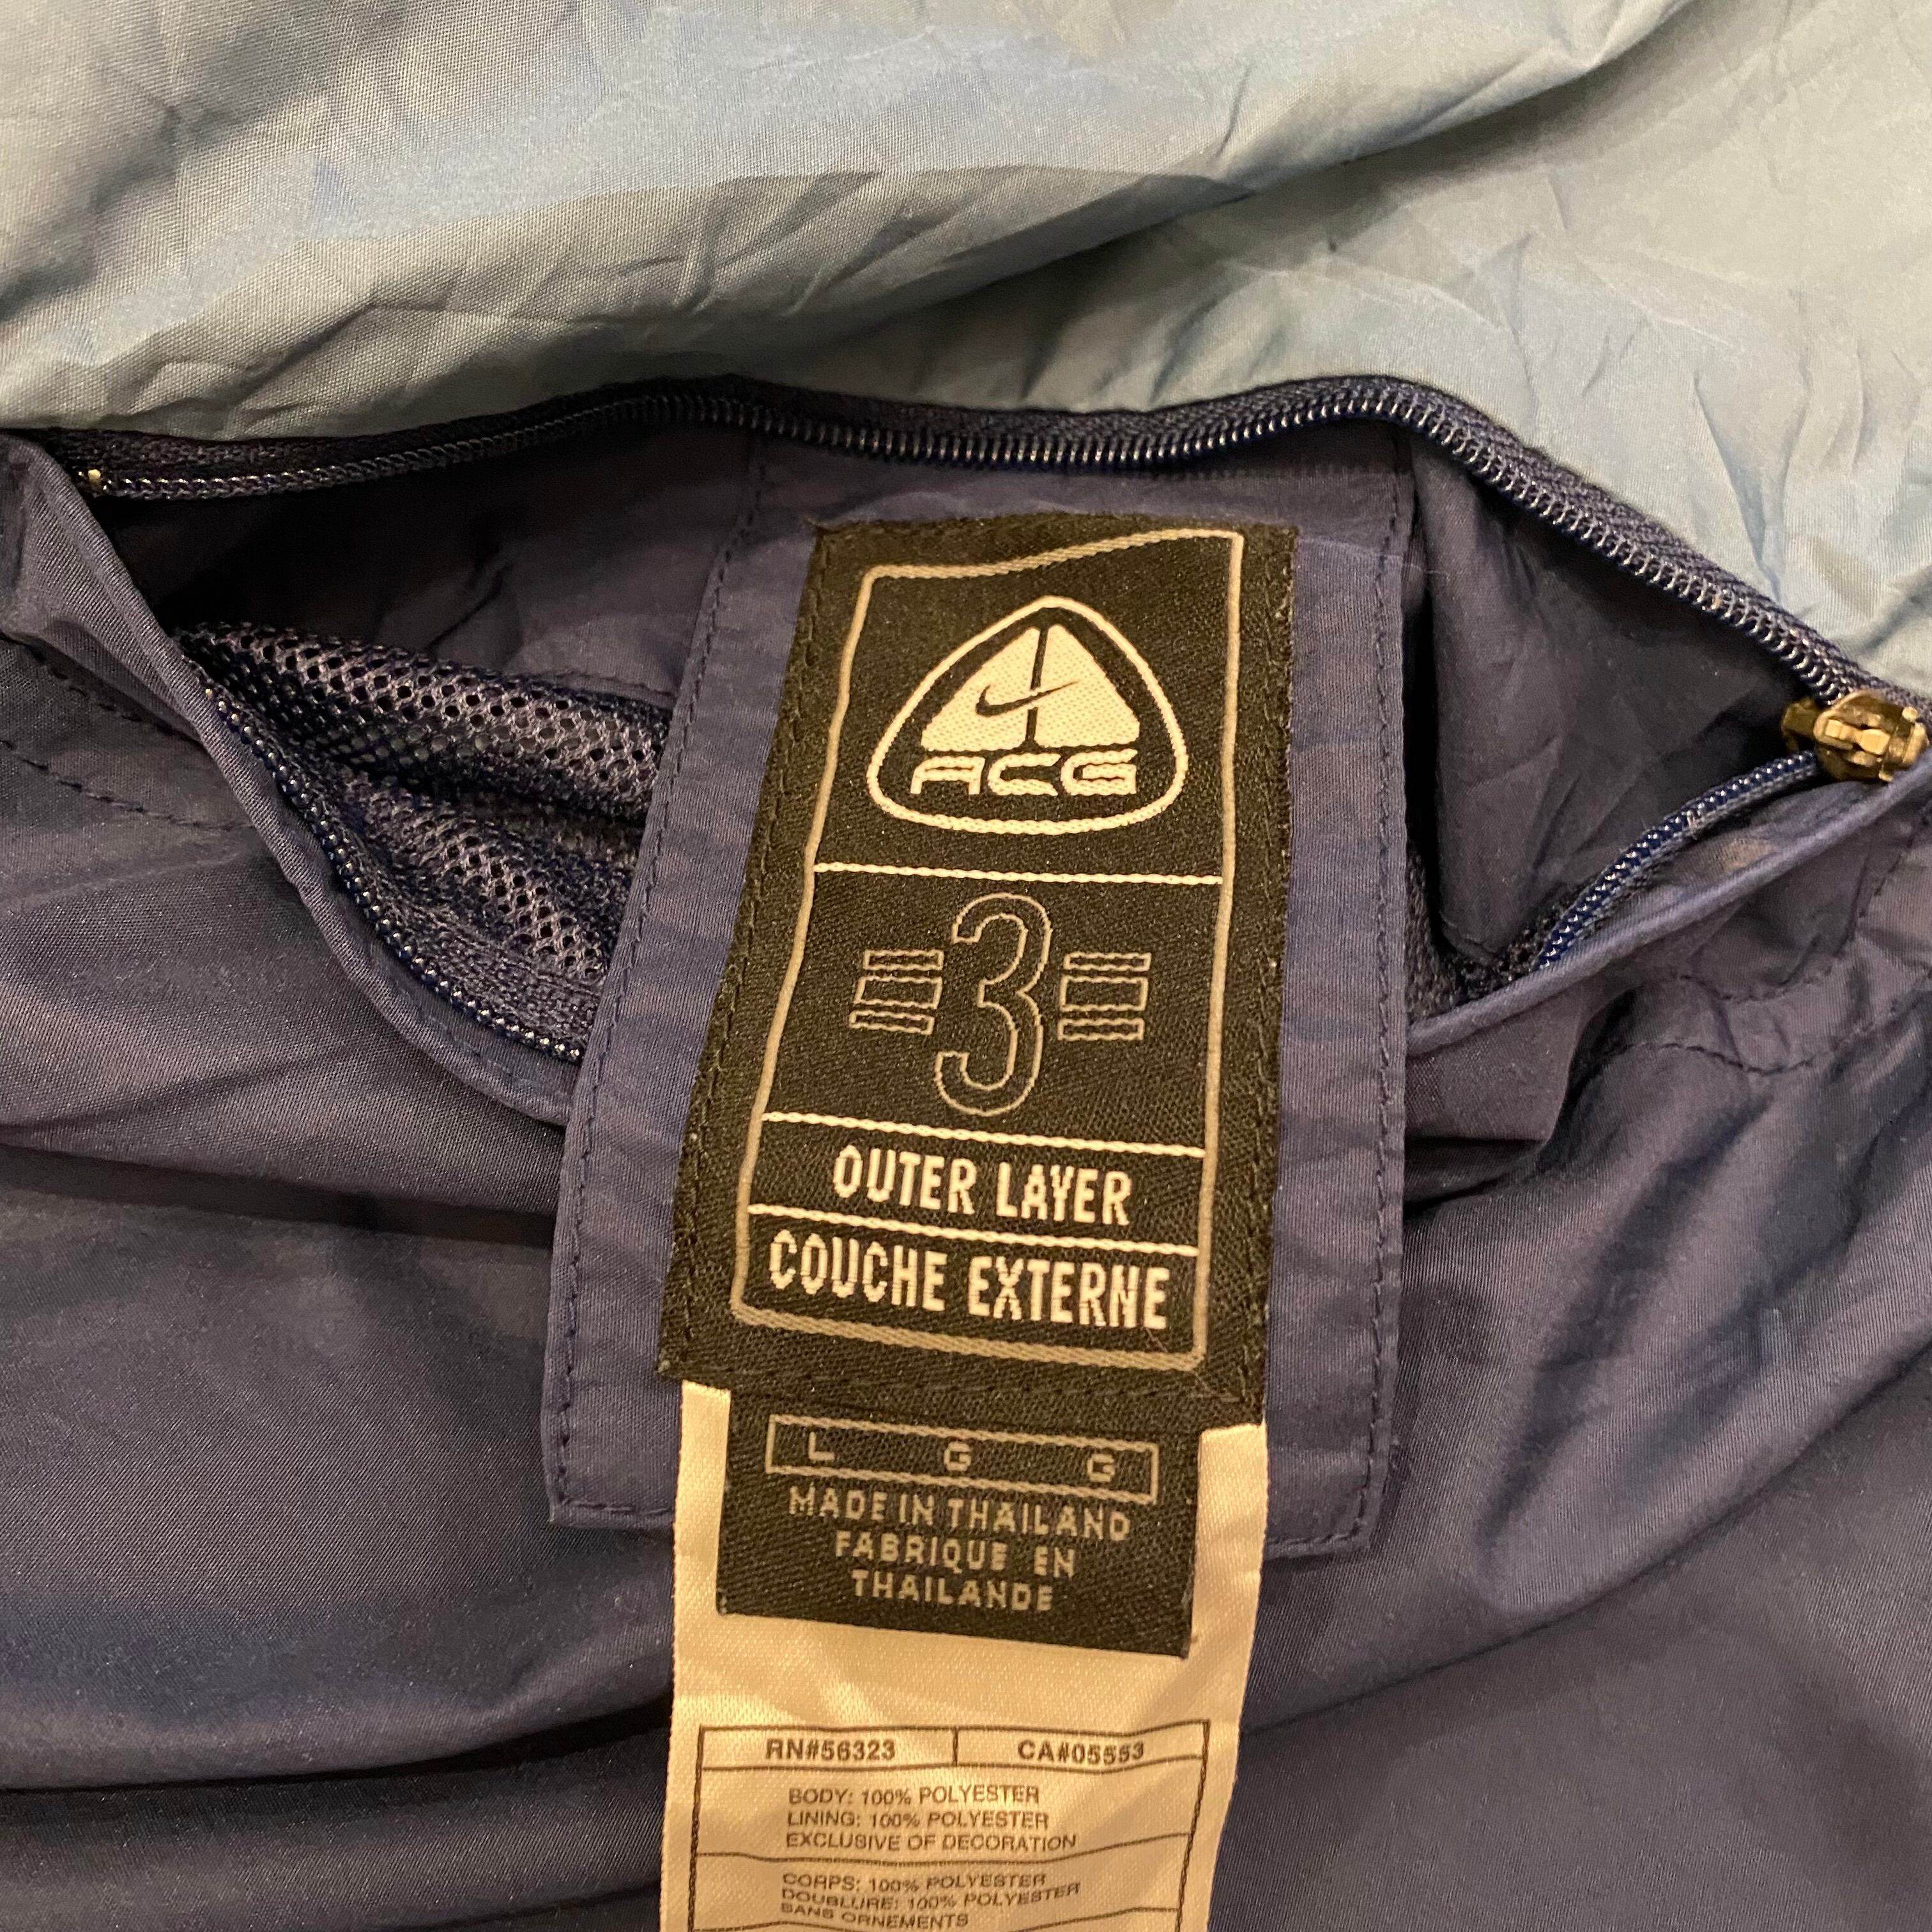 ACG
3
OUTER LAYER
COUCHE EXTERNE
L G G
MADE IN THAILAND
FABRIQUE EN
THAILANDE
RN#56323 CA#05553
BODY: 100% POLYESTER
LINING: 100% POLYESTER
EXCLUSIVE OF DECORATION
CORPS: 100% POLYESTER
DOUBLURE: 100% POLYESTER
SANS ORNEMENTS